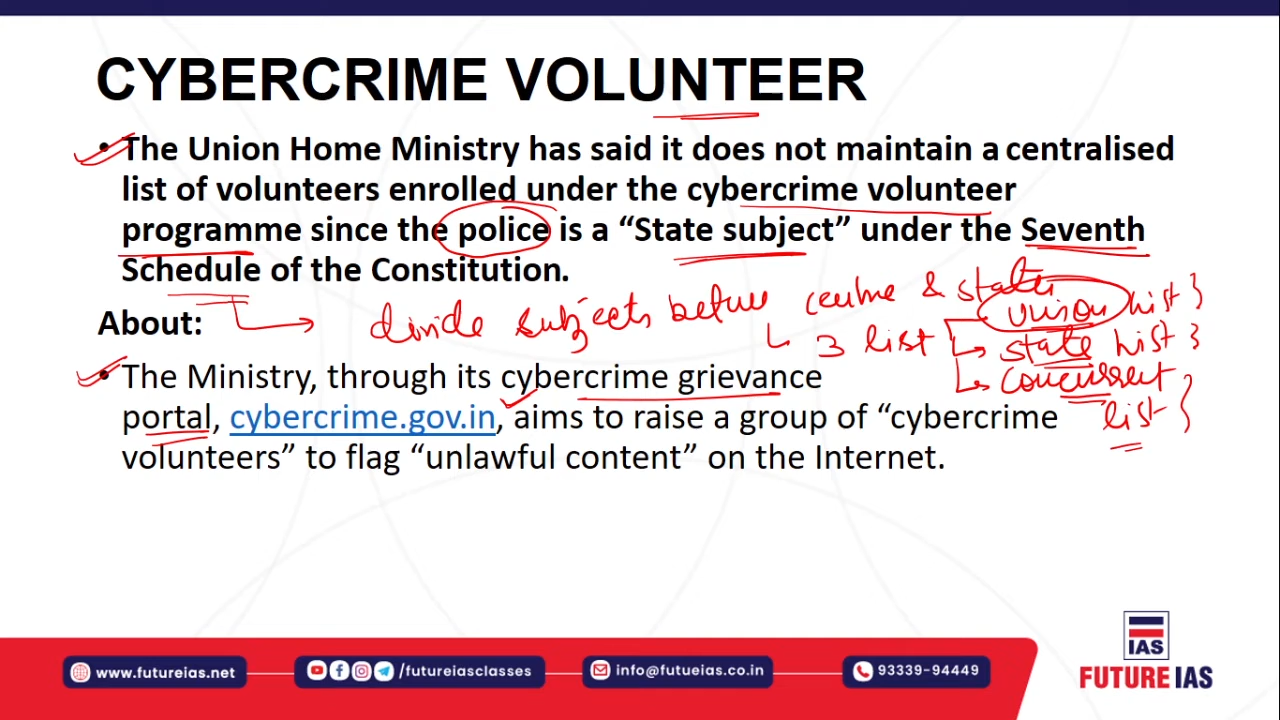 CYBERCRIME VOLUNTEER
• The Union Home Ministry has said it does not maintain a centralised
list of volunteers enrolled under the cybercrime volunteer
programme since the police is a “State subject” under the Seventh
Schedule of the Constitution.
divide subjects before centre & state
3 list
union list }
state list }
concurrent
list }
About:
• The Ministry, through its cybercrime grievance
portal, cybercrime.gov.in, aims to raise a group of “cybercrime
volunteers” to flag “unlawful content” on the Internet.
IAS
FUTURE IAS
www.futureias.net
/futureiasclasses
info@futueias.co.in
93339-94449